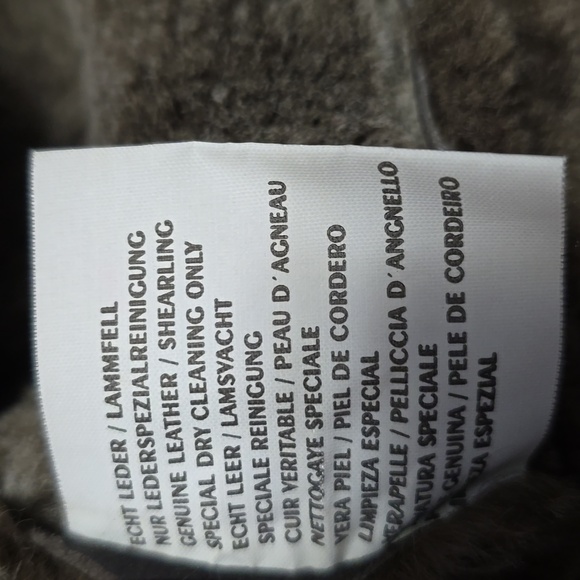 ECHT LEDER / LAMMFELL
NUR LEDERSPEZIALREINIGUNG
GENUINE LEATHER / SHEARLING
SPECIAL DRY CLEANING ONLY
ECHT LEER / LAMSVACHT
SPECIALE REINIGUNG
CUIR VERITABLE / PEAU D'AGNEAU
NETTOGAYE SPECIALE
VERA PIEL / PIEL DE CORDERO
LIMPIEZA ESPECIAL
VERAPELLE / PELLICCIA D'ANGNELLO
SPECIALE
GENUINA / PELE DE CORDEIRO
ESPEZIAL